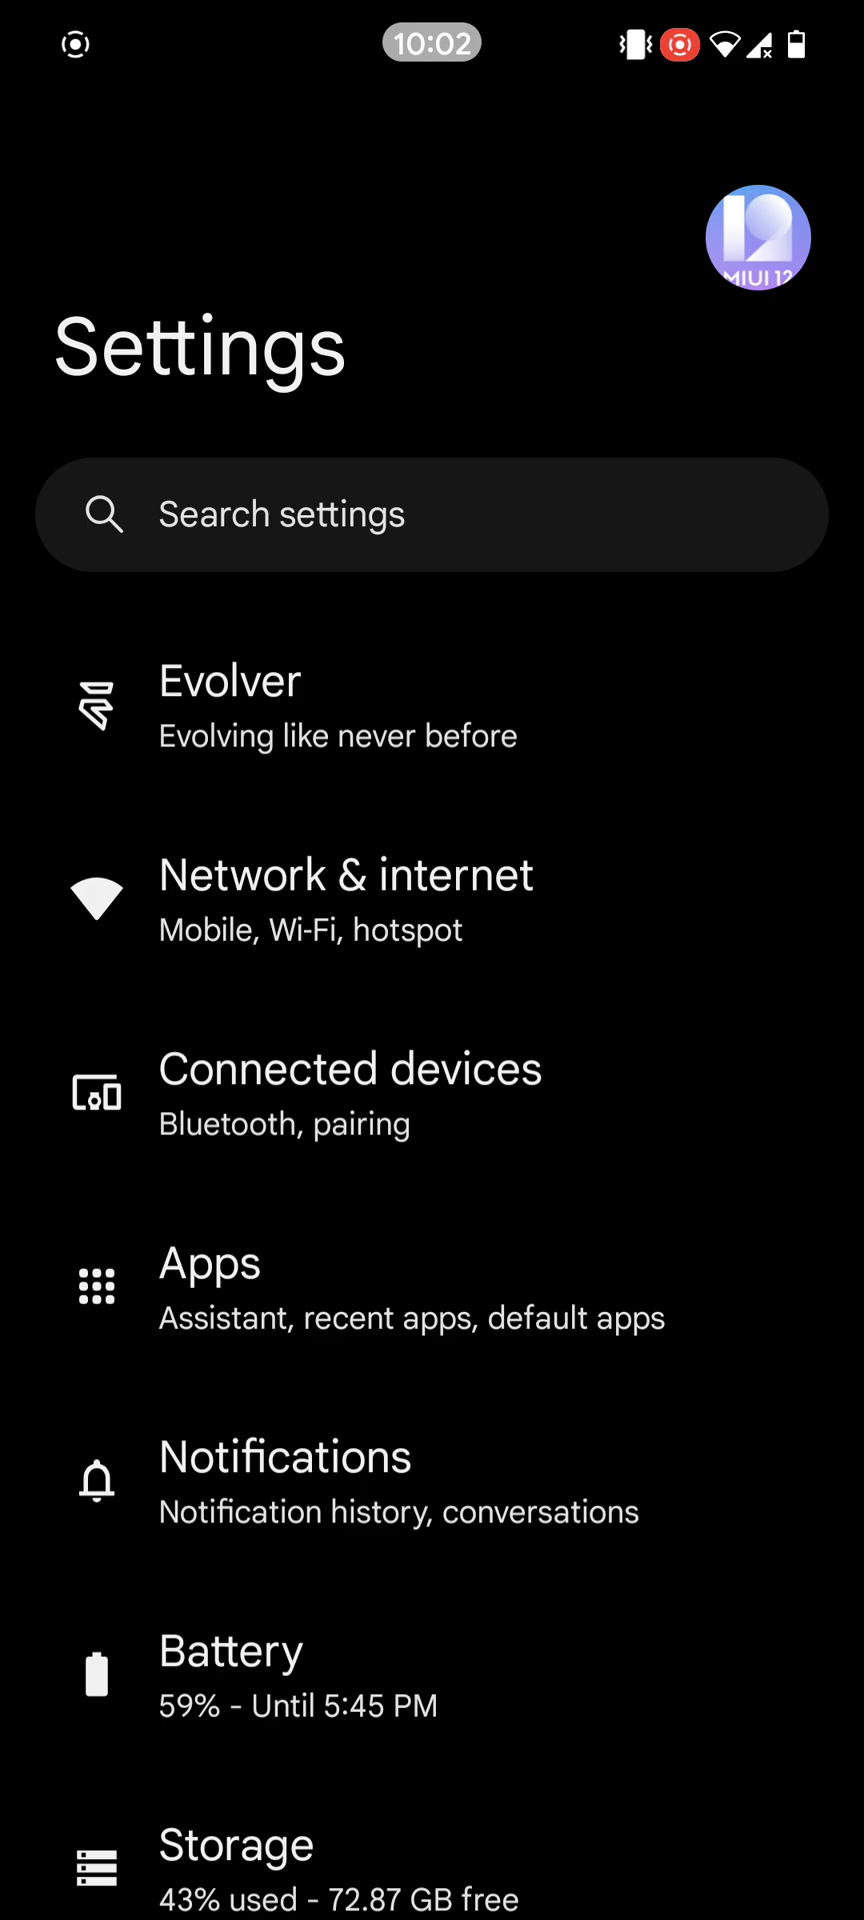 10:02
MIUI 12
Settings
Search settings
Evolver
Evolving like never before
Network & internet
Mobile, Wi-Fi, hotspot
Connected devices
Bluetooth, pairing
Apps
Assistant, recent apps, default apps
Notifications
Notification history, conversations
Battery
59% - Until 5:45 PM
Storage
43% used - 72.87 GB free